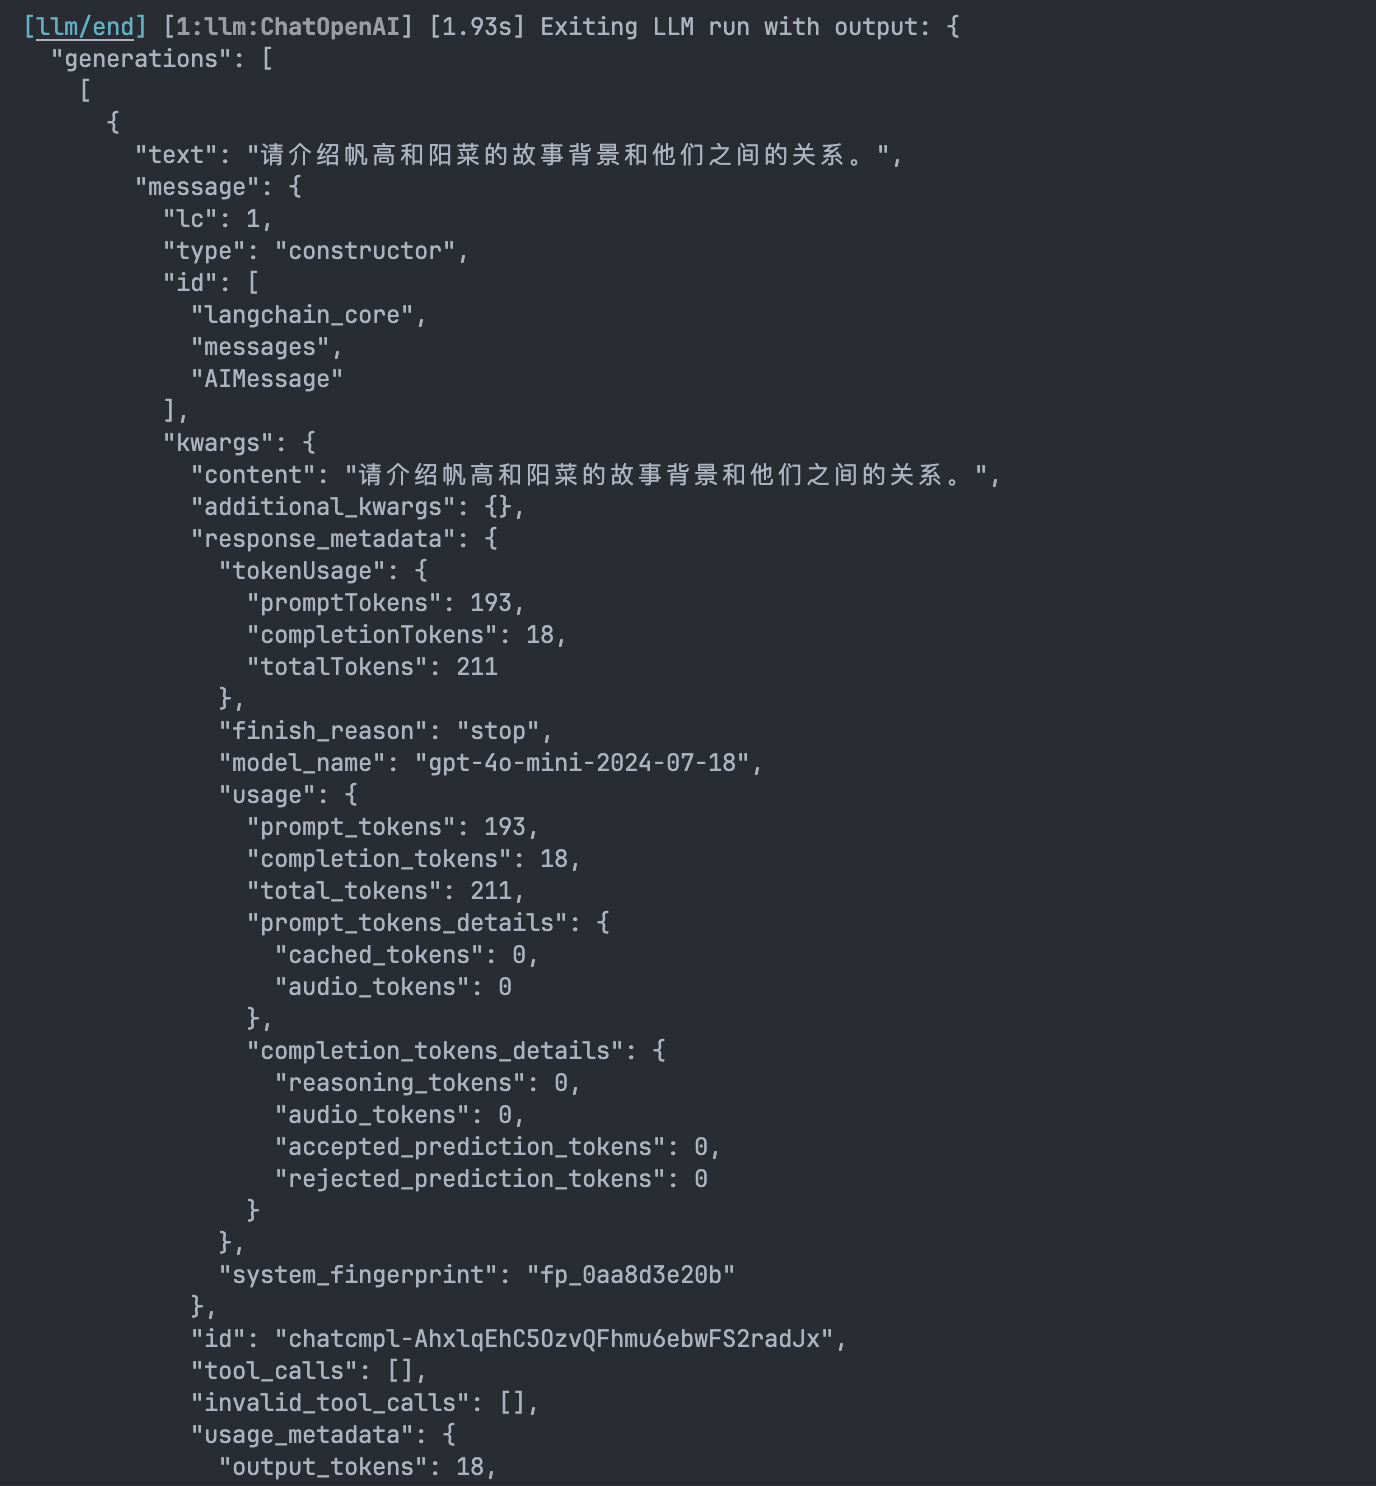 [llm/end] [1:llm:ChatOpenAI] [1.93s] Exiting LLM run with output: {
  "generations": [
    [
      {
        "text": "请介绍帆高和阳菜的故事背景和他们之间的关系。",
        "message": {
          "lc": 1,
          "type": "constructor",
          "id": [
            "langchain_core",
            "messages",
            "AIMessage"
          ],
          "kwargs": {
            "content": "请介绍帆高和阳菜的故事背景和他们之间的关系。",
            "additional_kwargs": {},
            "response_metadata": {
              "tokenUsage": {
                "promptTokens": 193,
                "completionTokens": 18,
                "totalTokens": 211
              },
              "finish_reason": "stop",
              "model_name": "gpt-4o-mini-2024-07-18",
              "usage": {
                "prompt_tokens": 193,
                "completion_tokens": 18,
                "total_tokens": 211,
                "prompt_tokens_details": {
                  "cached_tokens": 0,
                  "audio_tokens": 0
                },
                "completion_tokens_details": {
                  "reasoning_tokens": 0,
                  "audio_tokens": 0,
                  "accepted_prediction_tokens": 0,
                  "rejected_prediction_tokens": 0
                }
              },
              "system_fingerprint": "fp_0aa8d3e20b"
            },
            "id": "chatcmpl-AhxlqEhC5OzvQFhmu6ebwFS2radJx",
            "tool_calls": [],
            "invalid_tool_calls": [],
            "usage_metadata": {
              "output_tokens": 18,